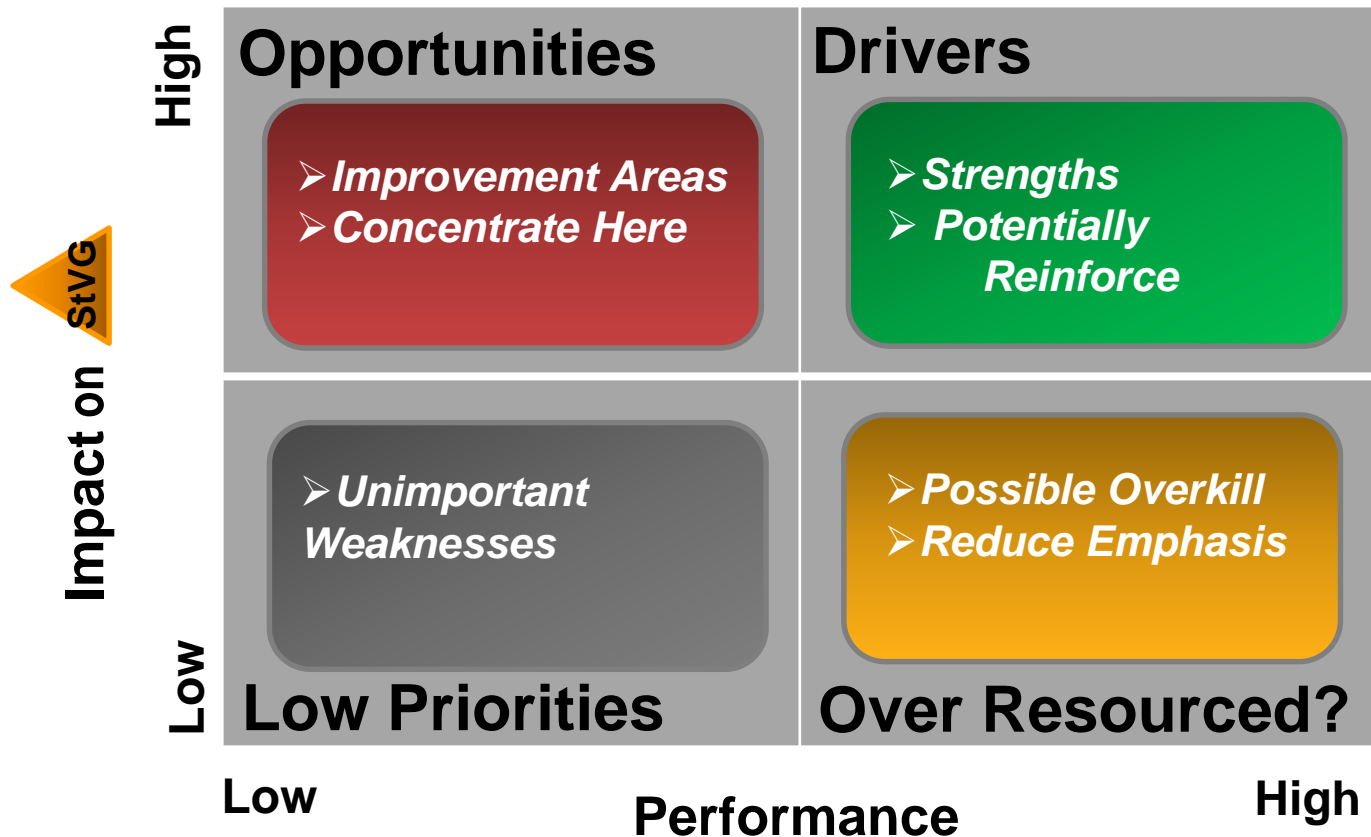 High
Opportunities
➢Improvement Areas
➢Concentrate Here
Drivers
➢Strengths
➢ Potentially
Reinforce
Impact on StVG
➢Unimportant
Weaknesses
Low Priorities
➢Possible Overkill
➢Reduce Emphasis
Over Resourced?
Low
Low
Performance
High